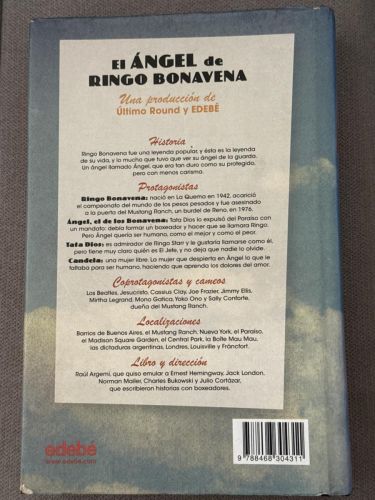 El ÁNGEL de
RINGO BONAVENA
Una producción de
Último Round y EDEBÉ
Historia
Ringo Bonavena fue una leyenda popular, y ésta es la leyenda
de su vida, y lo mucho que tuvo que ver su ángel de la guarda.
Un ángel llamado Ángel, que era tan duro como su protegido,
pero con menos carisma.
Protagonistas
Ringo Bonavena: nacido en La Quema en 1942, acarició
el campeonato del mundo de los pesos pesados y fue asesinado
a la puerta del Mustang Ranch, un burdel de Reno, en 1976.
Ángel, el de los Bonavena: Tata Dios lo expulsó del Paraíso con
un mandato: debía formar un boxeador y hacer que se llamara Ringo.
Pero Ángel quería ser humano, como el mejor y como el peor.
Tata Dios: es admirador de Ringo Starr y le gustaría llamarse como él,
pero tiene muy claro quién es El Jefe, y no deja que nadie lo olvide.
Candela: una mujer libre. La mujer que despierta en Ángel lo que le
faltaba para ser humano, haciendo que aprenda los dolores del amor.
Coprotagonistas y cameos
Los Beatles, Jesucristo, Cassius Clay, Joe Frazier, Jimmy Ellis,
Mirtha Legrand, Mono Gatica, Yoko Ono y Sally Conforte,
dueña del Mustang Ranch.
Localizaciones
Barrios de Buenos Aires, el Mustang Ranch, Nueva York, el Paraíso,
el Madison Square Garden, el Central Park, la Boîte Mau Mau,
las dictaduras argentinas, Londres, Louisville y Fráncfort.
Libro y dirección
Raúl Argemí, que quiso emular a Ernest Hemingway, Jack London,
Norman Mailer, Charles Bukowski y Julio Cortázar,
que escribieron historias con boxeadores.
edebé
www.edebe.com
9 788468 304311